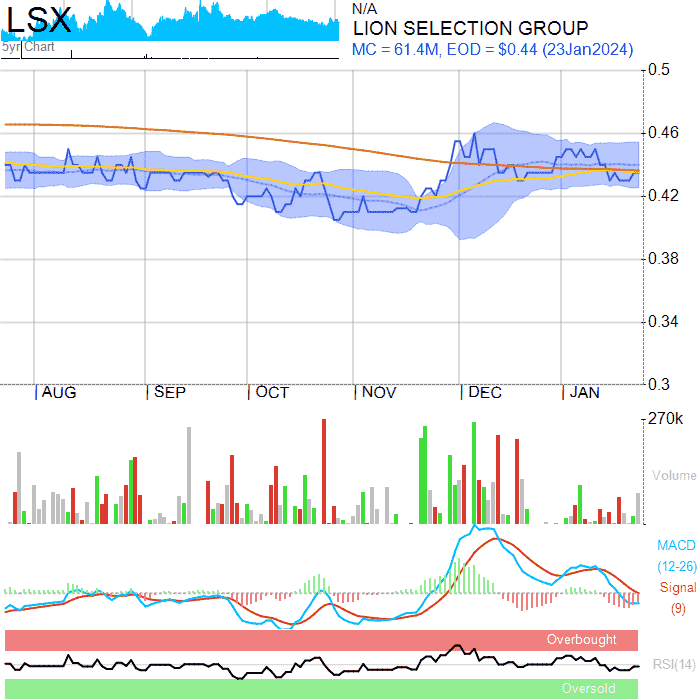 LSX
5yr Chart
N/A
LION SELECTION GROUP
MC = 61.4M, EOD = $0.44 (23Jan2024)
0.5
0.46
0.42
0.38
0.34
0.3
AUG SEP OCT NOV DEC JAN
270k
Volume
MACD
(12-26)
Signal
(9)
Overbought
RSI(14)
Oversold